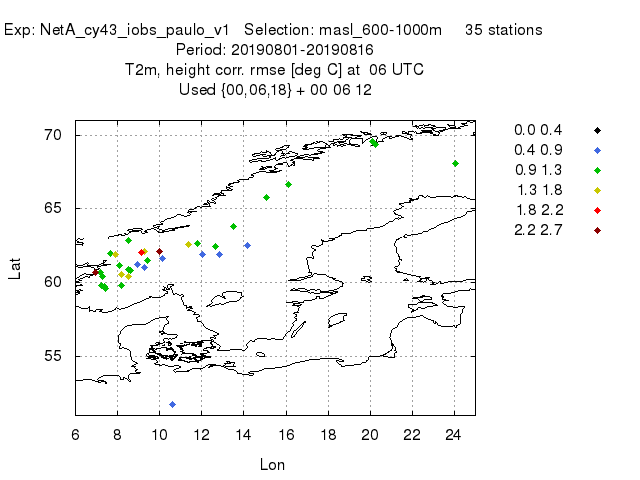 Exp: NetA_cy43_iobs_paulo_v1 Selection: masl_600-1000m 35 stations
Period: 20190801-20190816
T2m, height corr. rmse [deg C] at 06 UTC
Used {00,06,18} + 00 06 12
70
65
60
55
Lat
6 8 10 12 14 16 18 20 22 24
Lon
0.0 0.4
0.4 0.9
0.9 1.3
1.3 1.8
1.8 2.2
2.2 2.7